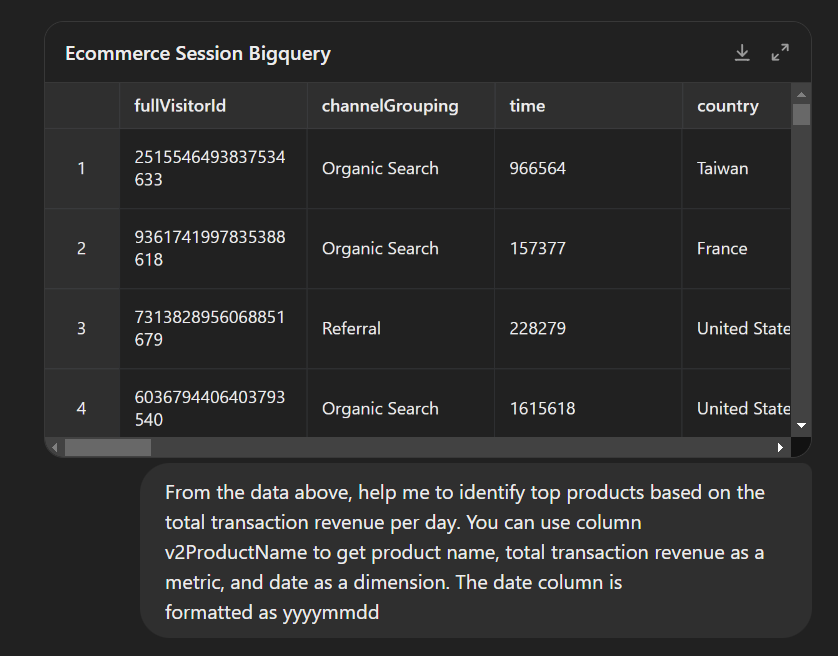 Ecommerce Session Bigquery
fullVisitorId channelGrouping time country
1 2515546493837534633 Organic Search 966564 Taiwan
2 9361741997835388618 Organic Search 157377 France
3 7313828956068851679 Referral 228279 United State
4 6036794406403793540 Organic Search 1615618 United State
From the data above, help me to identify top products based on the
total transaction revenue per day. You can use column
v2ProductName to get product name, total transaction revenue as a
metric, and date as a dimension. The date column is
formatted as yyyymmdd